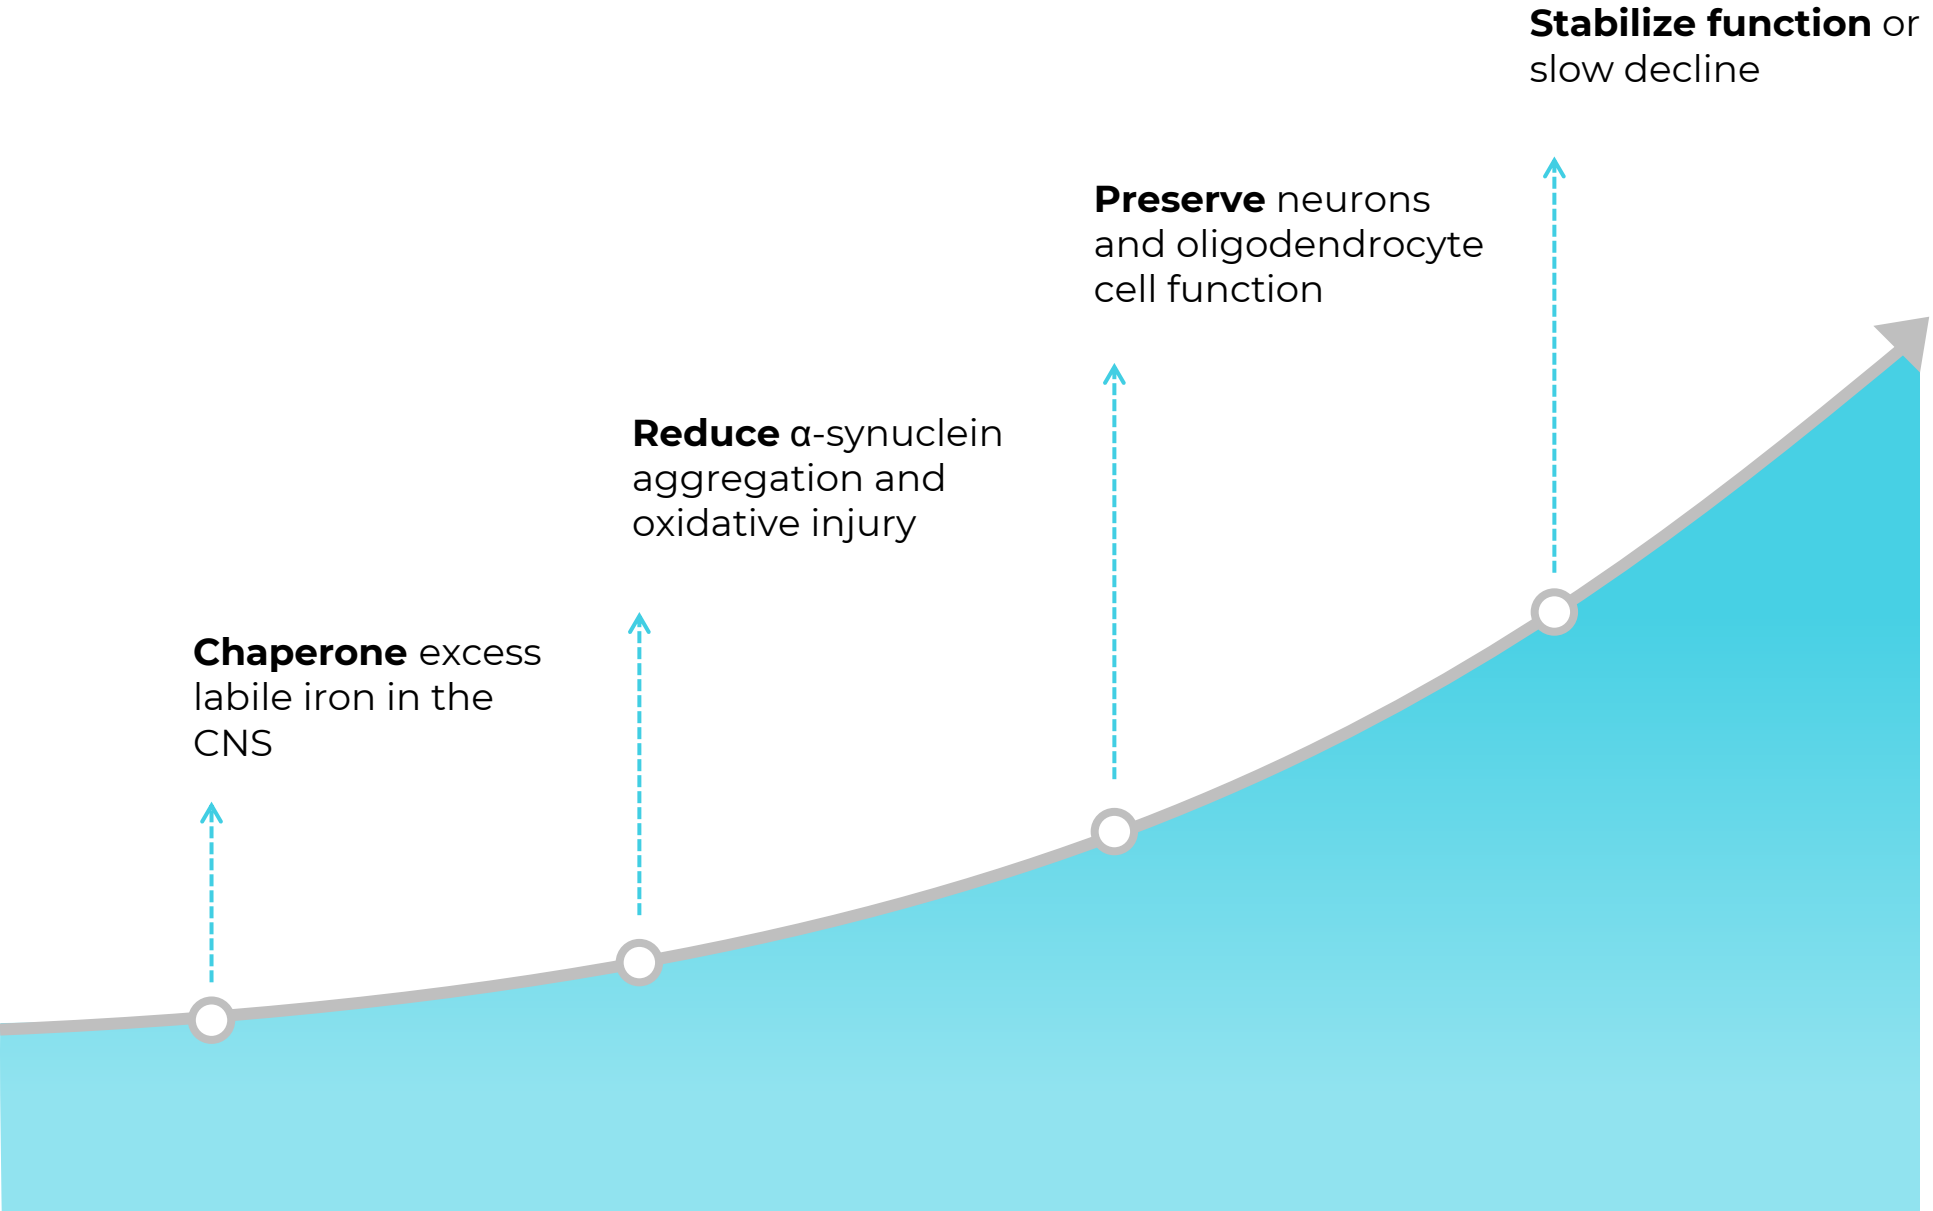 Stabilize function or
slow decline
Preserve neurons
and oligodendrocyte
cell function
Reduce α-synuclein
aggregation and
oxidative injury
Chaperone excess
labile iron in the
CNS